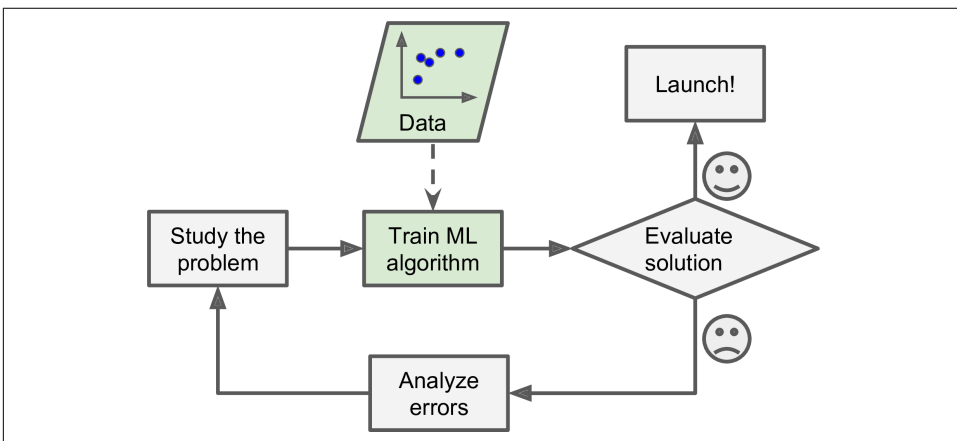 Data
Launch!
Study the
problem
Train ML
algorithm
Evaluate
solution
Analyze
errors